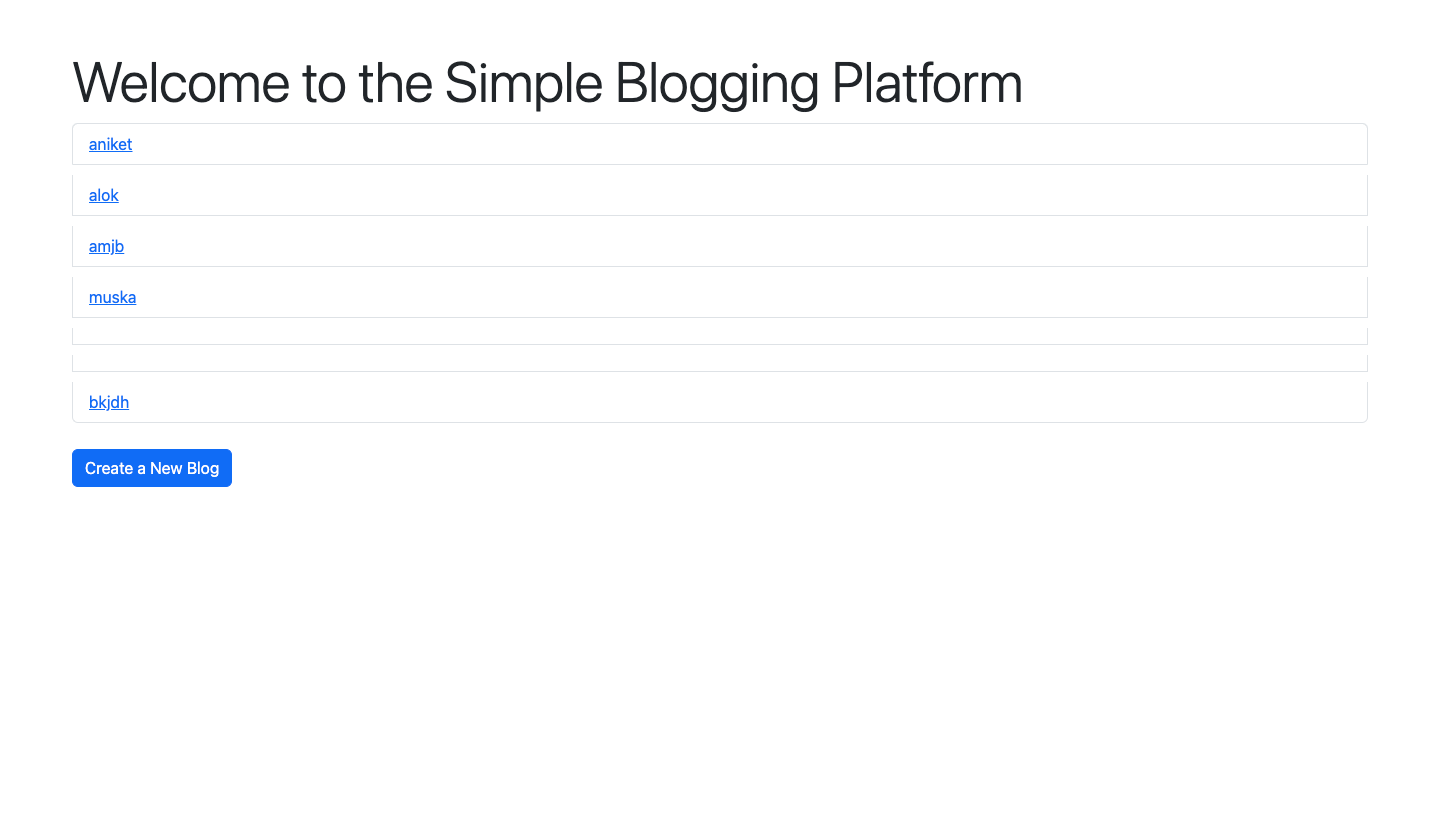 Welcome to the Simple Blogging Platform
aniket
alok
amjb
muska
bkjdh
Create a New Blog